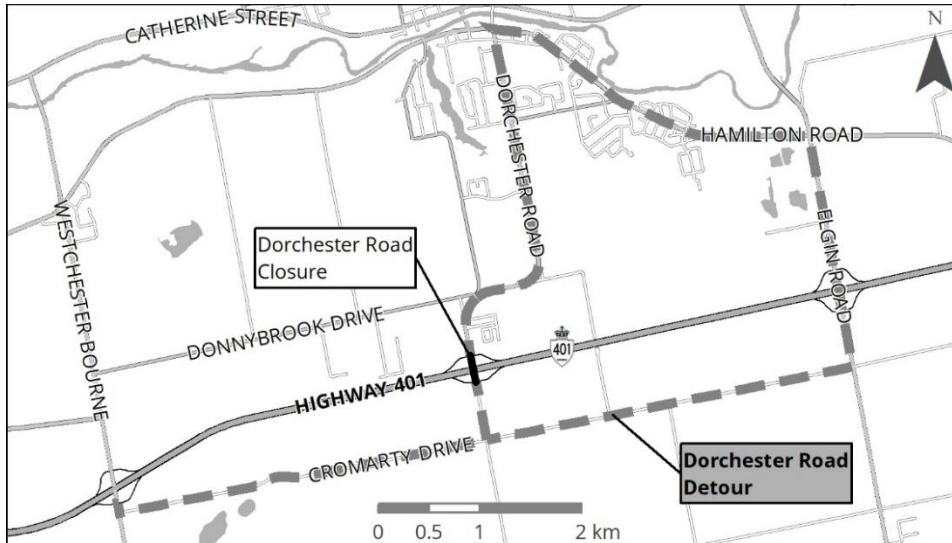 CATHERINE STREET
N
DORCHESTER ROAD
HAMILTON ROAD
WESTCHESTER BOURNE
Dorchester Road
Closure
ELGIN ROAD
DONNYBROOK DRIVE
401
HIGHWAY 401
CROMARTY DRIVE
Dorchester Road
Detour
0 0.5 1 2 km